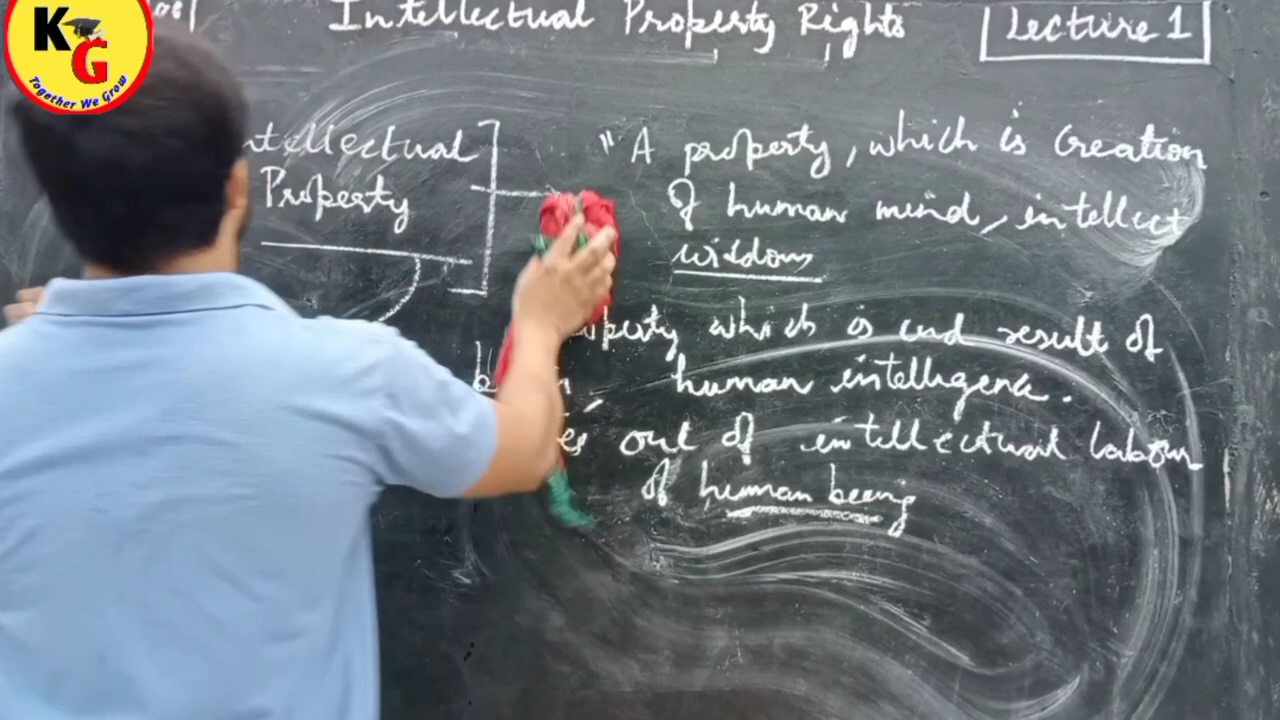 KG
Together We Grow
Intellectual Property Rights
Lecture 1
ntellectual
Property
"A property, which is creation
of human mind, intellect
wisdom
perty which is end result of
human intelligence.
es out of intellectual labour
of human being